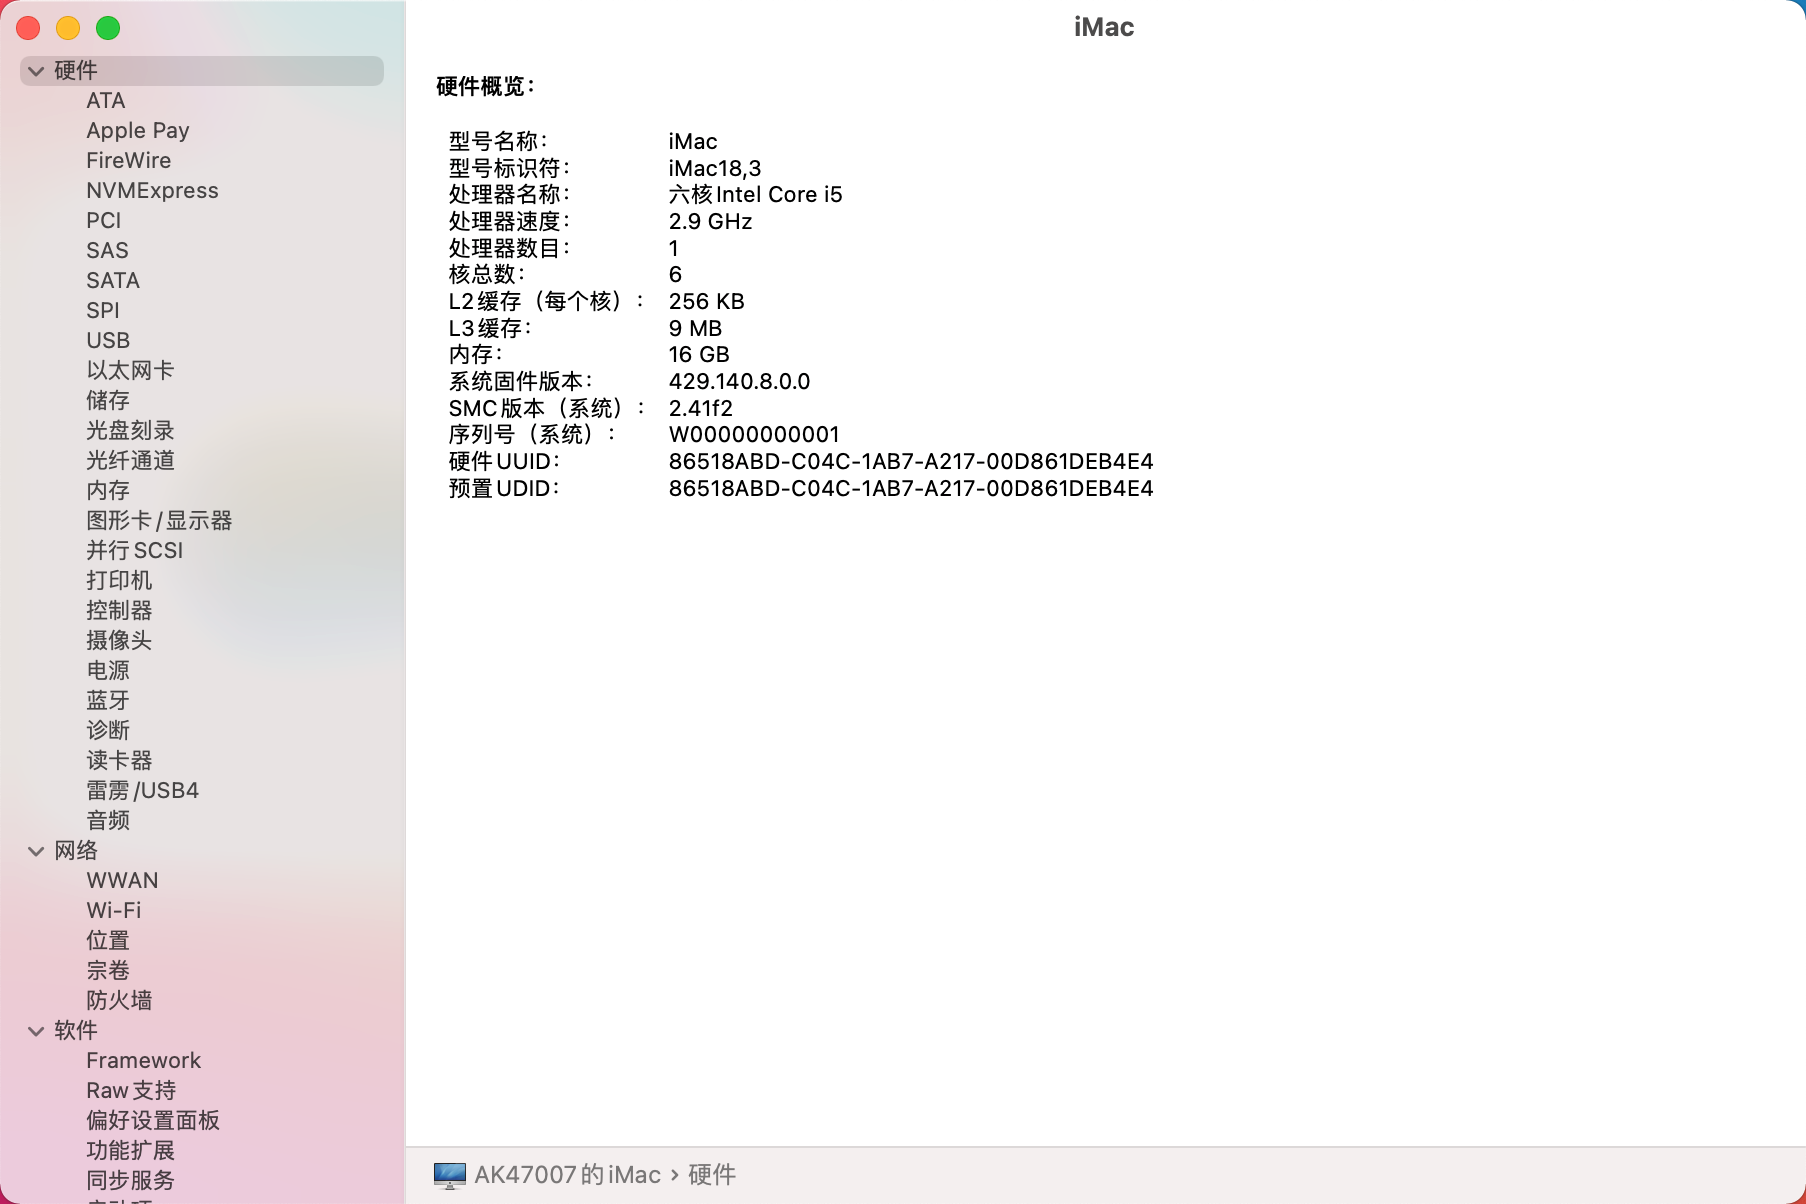 iMac
硬件
ATA
Apple Pay
FireWire
NVMExpress
PCI
SAS
SATA
SPI
USB
以太网卡
储存
光盘刻录
光纤通道
内存
图形卡/显示器
并行SCSI
打印机
控制器
摄像头
电源
蓝牙
诊断
读卡器
雷雳/USB4
音频
网络
WWAN
Wi-Fi
位置
宗卷
防火墙
软件
Framework
Raw支持
偏好设置面板
功能扩展
同步服务
硬件概览：
型号名称： iMac
型号标识符： iMac18,3
处理器名称： 六核Intel Core i5
处理器速度： 2.9 GHz
处理器数目： 1
核总数： 6
L2缓存（每个核）： 256 KB
L3缓存： 9 MB
内存： 16 GB
系统固件版本： 429.140.8.0.0
SMC版本（系统）： 2.41f2
序列号（系统）： W00000000001
硬件UUID： 86518ABD-C04C-1AB7-A217-00D861DEB4E4
预置UDID： 86518ABD-C04C-1AB7-A217-00D861DEB4E4
AK47007的iMac › 硬件